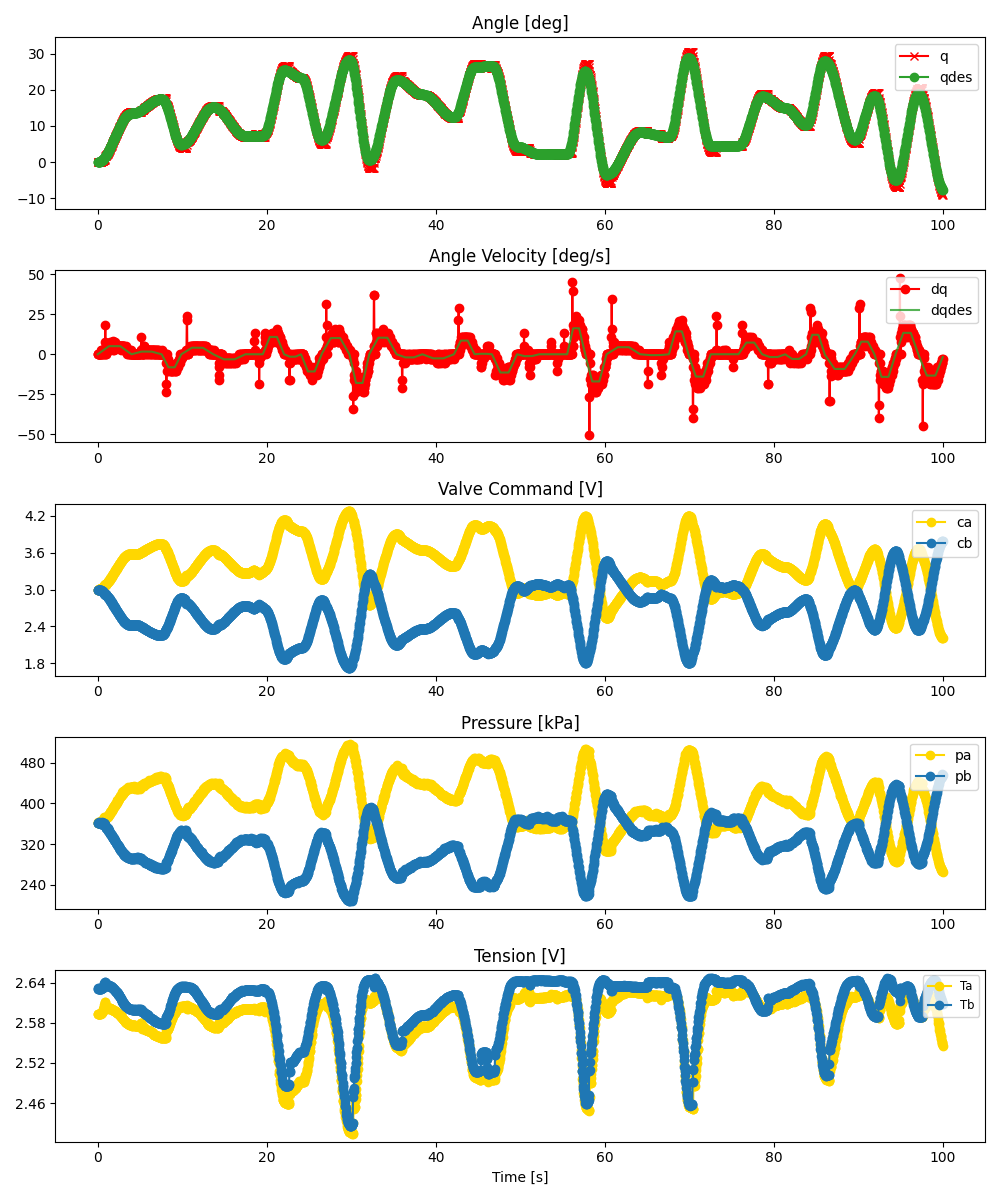 Angle [deg]
30
20
10
0
−10
q
qdes
0 20 40 60 80 100
Angle Velocity [deg/s]
50
25
0
−25
−50
dq
dqdes
0 20 40 60 80 100
Valve Command [V]
4.2
3.6
3.0
2.4
1.8
ca
cb
0 20 40 60 80 100
Pressure [kPa]
480
400
320
240
pa
pb
0 20 40 60 80 100
Tension [V]
2.64
2.58
2.52
2.46
Ta
Tb
0 20 40 60 80 100
Time [s]